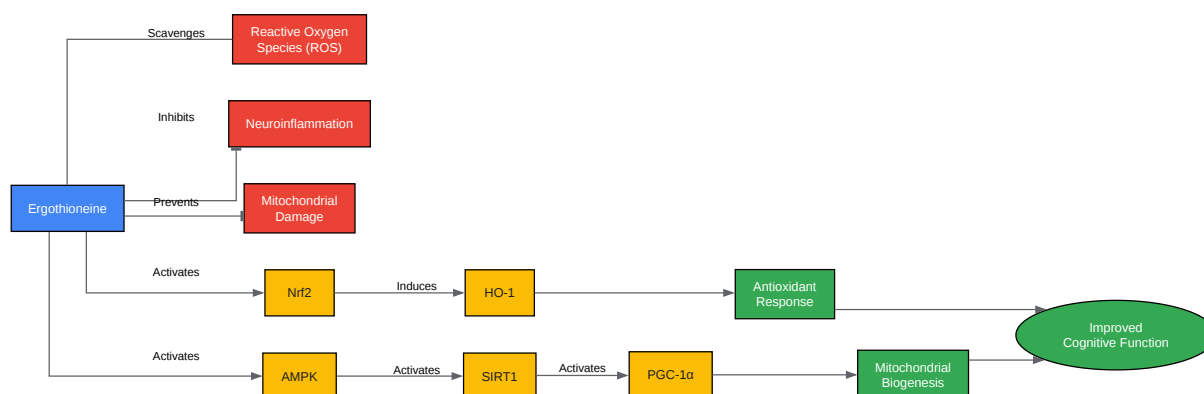 Scavenges
Reactive Oxygen
Species (ROS)
Inhibits
Neuroinflammation
Ergothioneine
Prevents
Mitochondrial
Damage
Activates
Nrf2
Induces
HO-1
Antioxidant
Response
Improved
Cognitive Function
Activates
AMPK
Activates
SIRT1
Activates
PGC-1α
Mitochondrial
Biogenesis